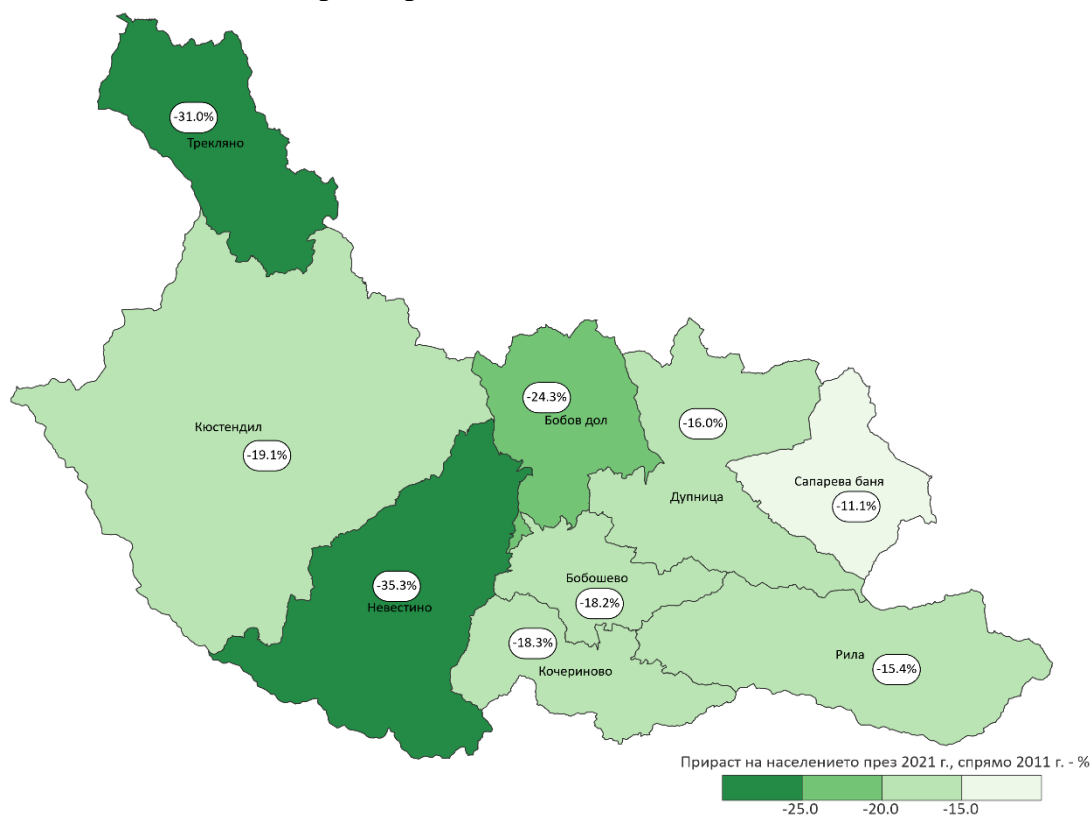 -31.0%
Трекляно
-24.3%
Бобов дол
-16.0%
Кюстендил
-19.1%
Сапарева баня
-11.1%
Дупница
-35.3%
Невестино
Бобошево
-18.2%
-18.3%
Кочериново
Рила
-15.4%
Прираст на населението през 2021 г., спрямо 2011 г. - %
-25.0 -20.0 -15.0